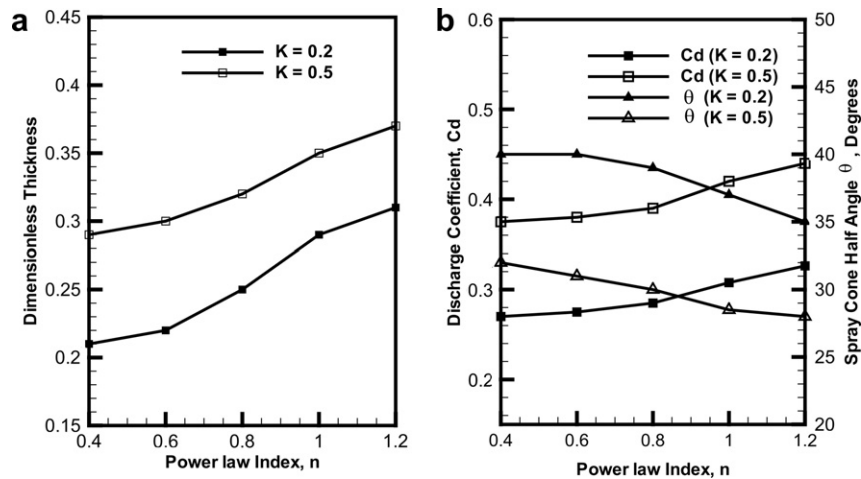 a
0.45
0.4
0.35
0.3
0.25
0.2
0.15
Dimensionless Thickness
K = 0.2
K = 0.5
0.4 0.6 0.8 1 1.2
Power law Index, n
b
0.6
0.5
0.4
0.3
0.2
Discharge Coefficient, Cd
Cd (K = 0.2)
Cd (K = 0.5)
θ (K = 0.2)
θ (K = 0.5)
50
45
40
35
30
25
20
Spray Cone Half Angle θ , Degrees
0.4 0.6 0.8 1 1.2
Power law Index, n